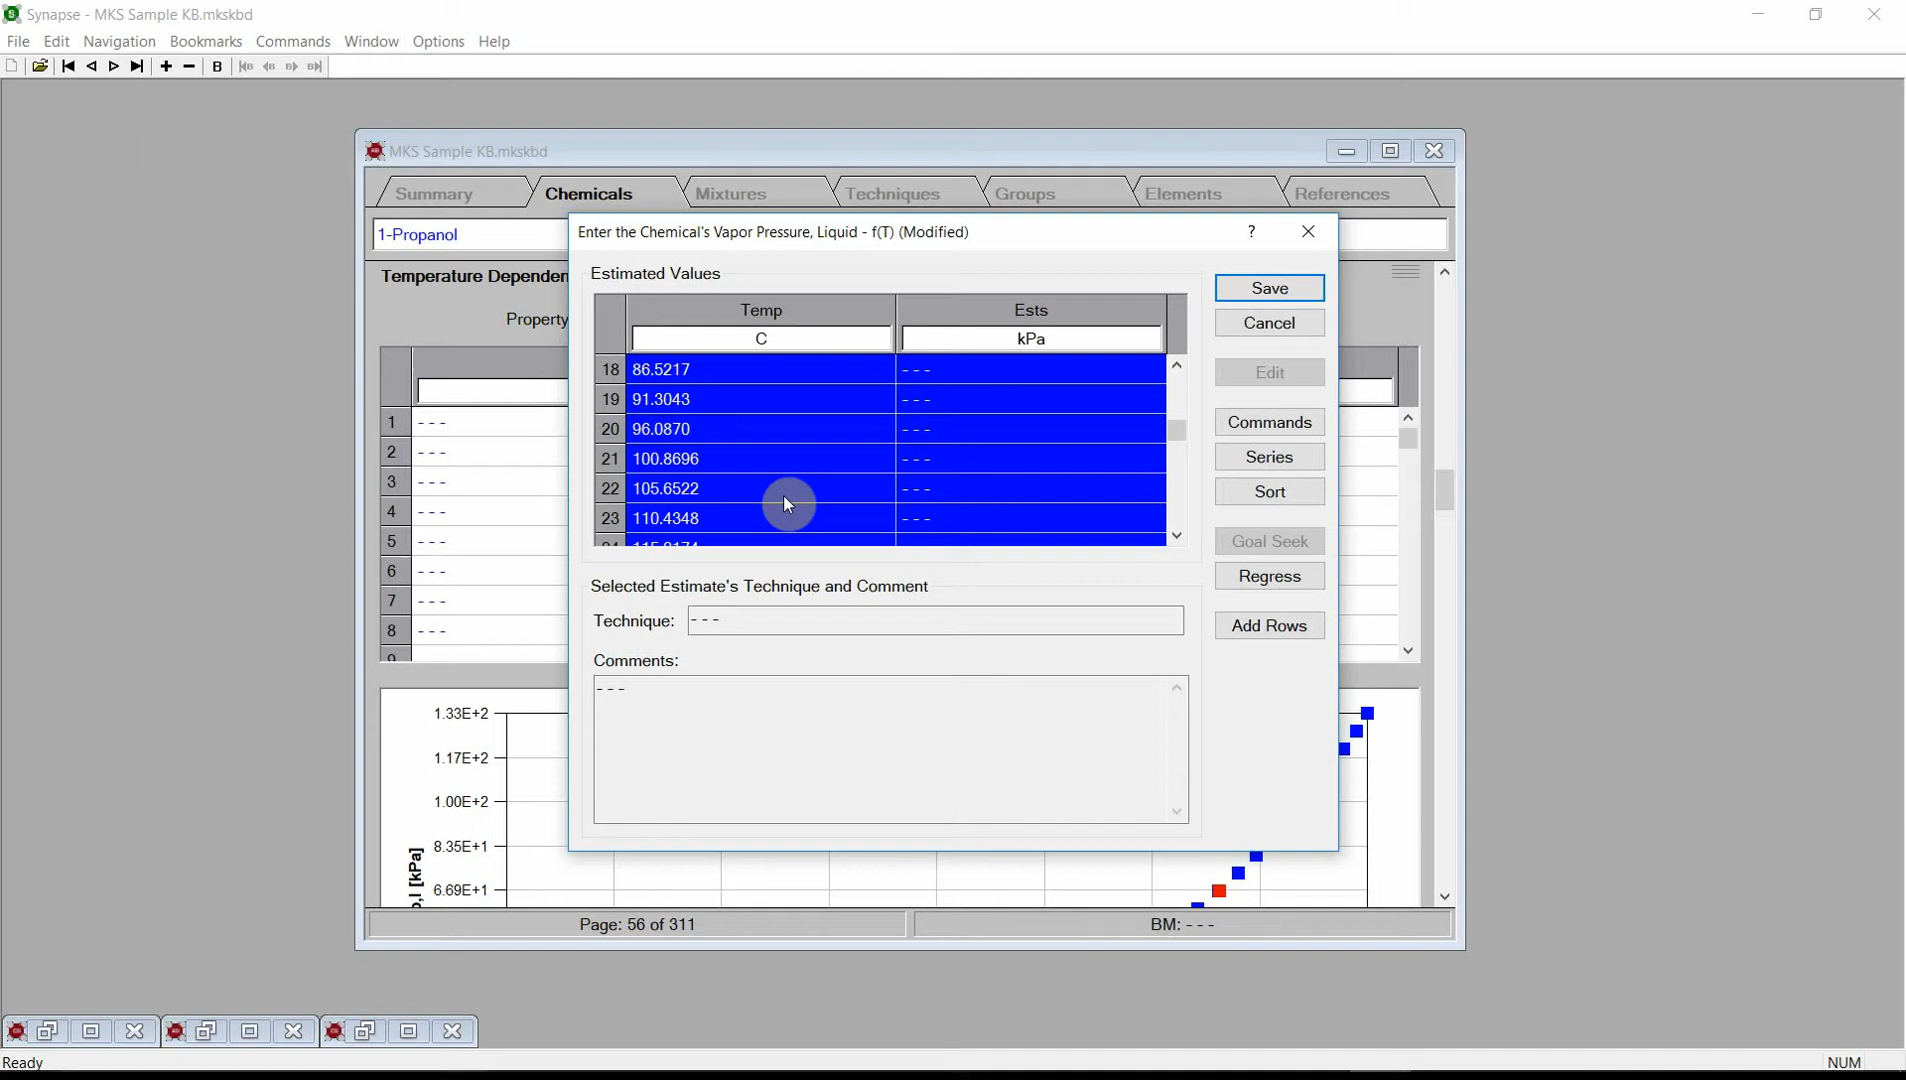 Synapse - MKS Sample KB.mkskbd
File Edit Navigation Bookmarks Commands Window Options Help
B
MKS Sample KB.mkskbd
Summary Chemicals Mixtures Techniques Groups Elements References
1-Propanol
Enter the Chemical's Vapor Pressure, Liquid - f(T) (Modified) ?
Temperature Dependen
Property
Estimated Values
Temp Ests
C kPa
18 86.5217 - - -
19 91.3043 - - -
20 96.0870 - - -
21 100.8696 - - -
22 105.6522 - - -
23 110.4348 - - -
Save
Cancel
Edit
Commands
Series
Sort
Goal Seek
Regress
Add Rows
1 - - -
2 - - -
3 - - -
4 - - -
5 - - -
6 - - -
7 - - -
8 - - -
9
Selected Estimate's Technique and Comment
Technique: - - -
Comments:
- - -
1.33E+2
1.17E+2
1.00E+2
8.35E+1
6.69E+1
[kPa]
Page: 56 of 311 BM: - - -
Ready NUM